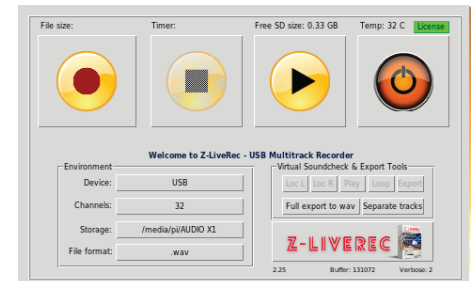 File size: Timer: Free SD size: 0.33 GB Temp: 32 C License
Welcome to Z-LiveRec - USB Multitrack Recorder
Environment
Device: USB
Channels: 32
Storage: /media/pi/AUDIO X1
File format: .wav
Virtual Soundcheck & Export Tools
Loc L Loc R Play Loop Export
Full export to wav Separate tracks
Z-LIVEREC
2.25 Buffer: 131072 Verbose: 2